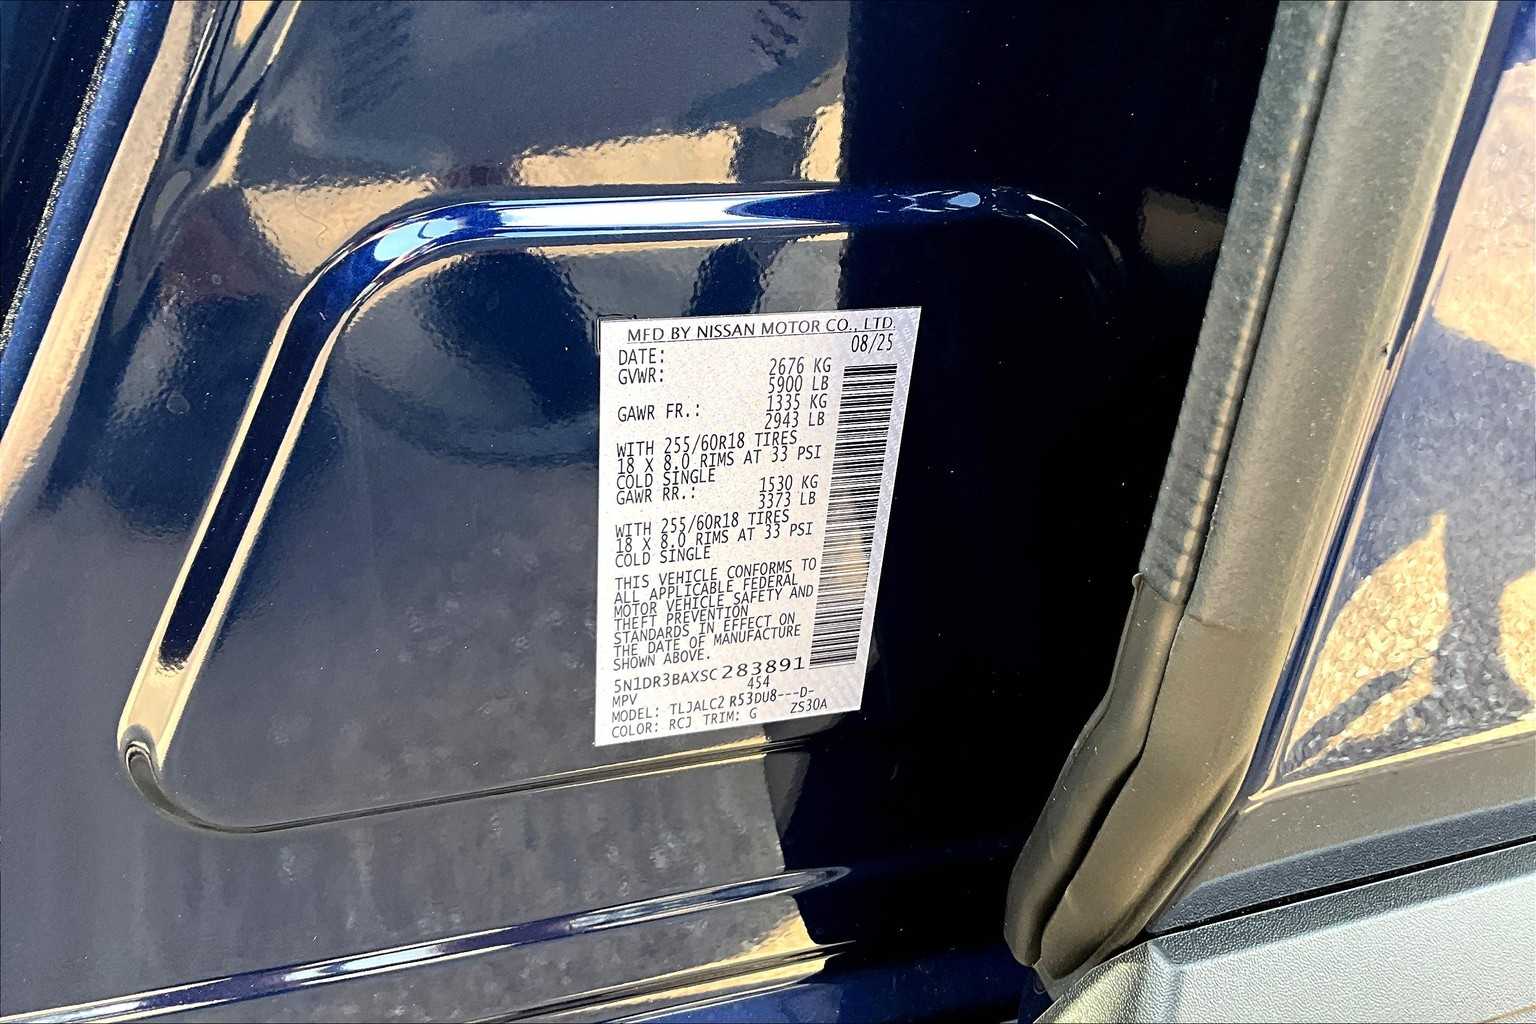 MFD BY NISSAN MOTOR CO., LTD.
DATE: 08/25
GVWR: 2676 KG
5900 LB
GAWR FR.: 1335 KG
2943 LB
WITH 255/60R18 TIRES
18 X 8.0 RIMS AT 33 PSI
COLD SINGLE
GAWR RR.: 1530 KG
3373 LB
WITH 255/60R18 TIRES
18 X 8.0 RIMS AT 33 PSI
COLD SINGLE
THIS VEHICLE CONFORMS TO
ALL APPLICABLE FEDERAL
MOTOR VEHICLE SAFETY AND
THEFT PREVENTION
STANDARDS IN EFFECT ON
THE DATE OF MANUFACTURE
SHOWN ABOVE.
5N1DR3BAXSC283891
MPV 454
MODEL: TLJALC2 R53DU8---D-
COLOR: RCJ TRIM: G ZS30A